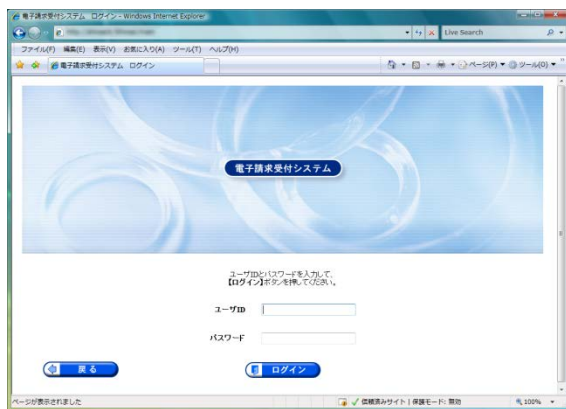 電子請求受付システム ログイン - Windows Internet Explorer
Live Search
ファイル(F) 編集(E) 表示(V) お気に入り(A) ツール(T) ヘルプ(H)
電子請求受付システム ログイン
ページ(P) ツール(O)
電子請求受付システム
ユーザIDとパスワードを入力して、
【ログイン】ボタンを押してください。
ユーザID
パスワード
戻る
ログイン
ページが表示されました
信頼済みサイト | 保護モード: 無効
100%